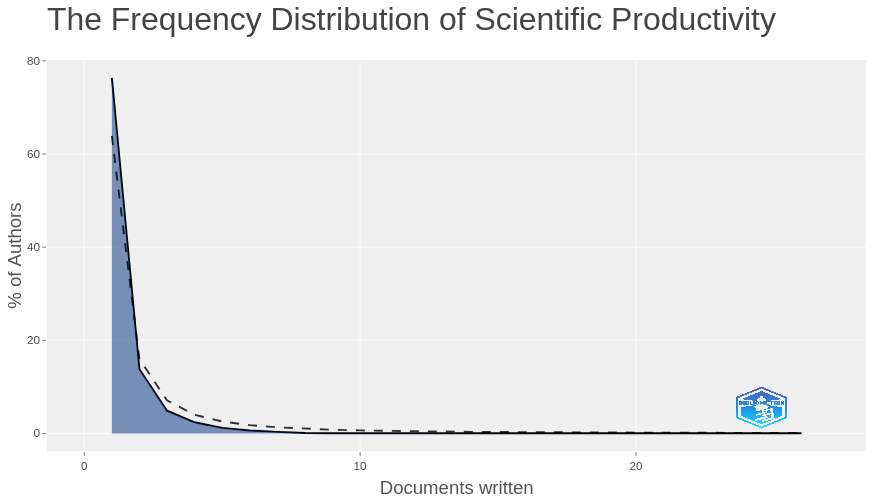 The Frequency Distribution of Scientific Productivity
80
60
40
20
0
% of Authors
0
10
20
Documents written